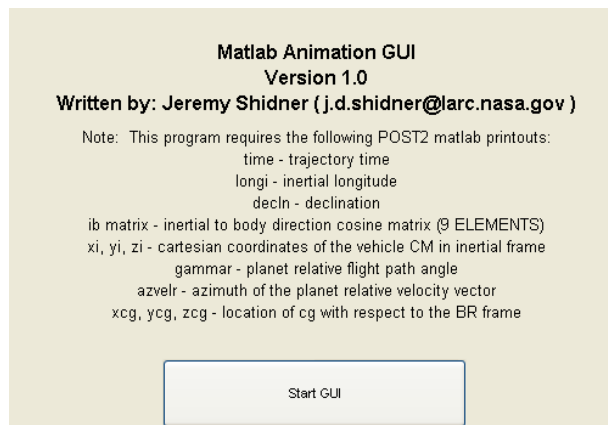 Matlab Animation GUI
Version 1.0
Written by: Jeremy Shidner ( j.d.shidner@larc.nasa.gov )
Note:  This program requires the following POST2 matlab printouts:
time - trajectory time
longi - inertial longitude
decln - declination
ib matrix - inertial to body direction cosine matrix (9 ELEMENTS)
xi, yi, zi - cartesian coordinates of the vehicle CM in inertial frame
gammar - planet relative flight path angle
azvelr - azimuth of the planet relative velocity vector
xcg, ycg, zcg - location of cg with respect to the BR frame
Start GUI